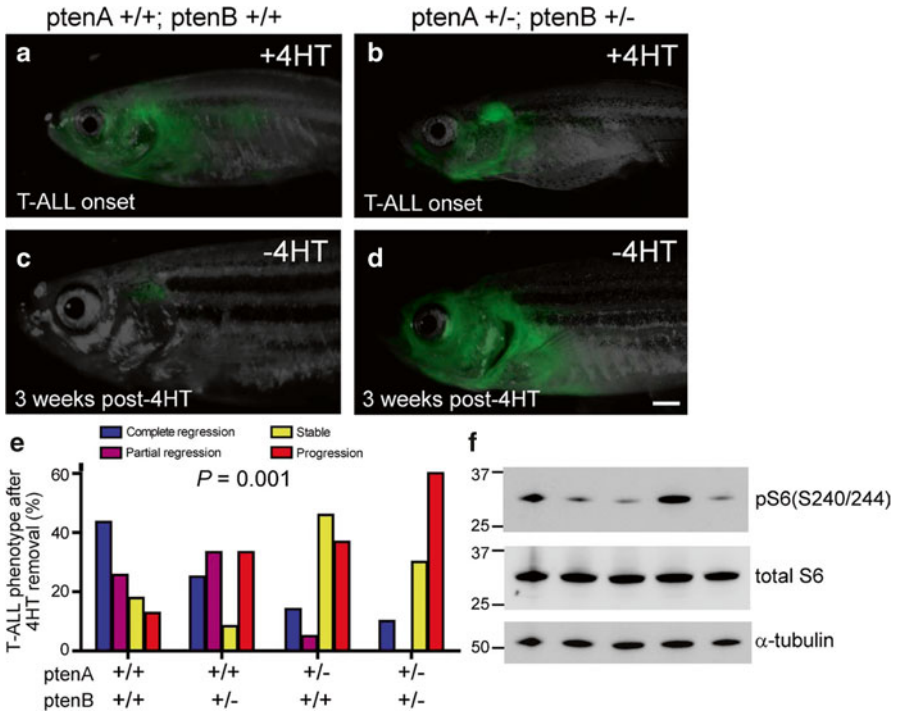 ptenA +/+; ptenB +/+
ptenA +/-; ptenB +/-
a
+4HT
T-ALL onset
b
+4HT
T-ALL onset
c
-4HT
3 weeks post-4HT
d
-4HT
3 weeks post-4HT
e
Complete regression
Stable
Partial regression
Progression
P = 0.001
T-ALL phenotype after
4HT removal (%)
60
40
20
0
ptenA +/+ +/+ +/- +/-
ptenB +/+ +/- +/+ +/-
f
37
25
pS6(S240/244)
37
25
total S6
50
α-tubulin